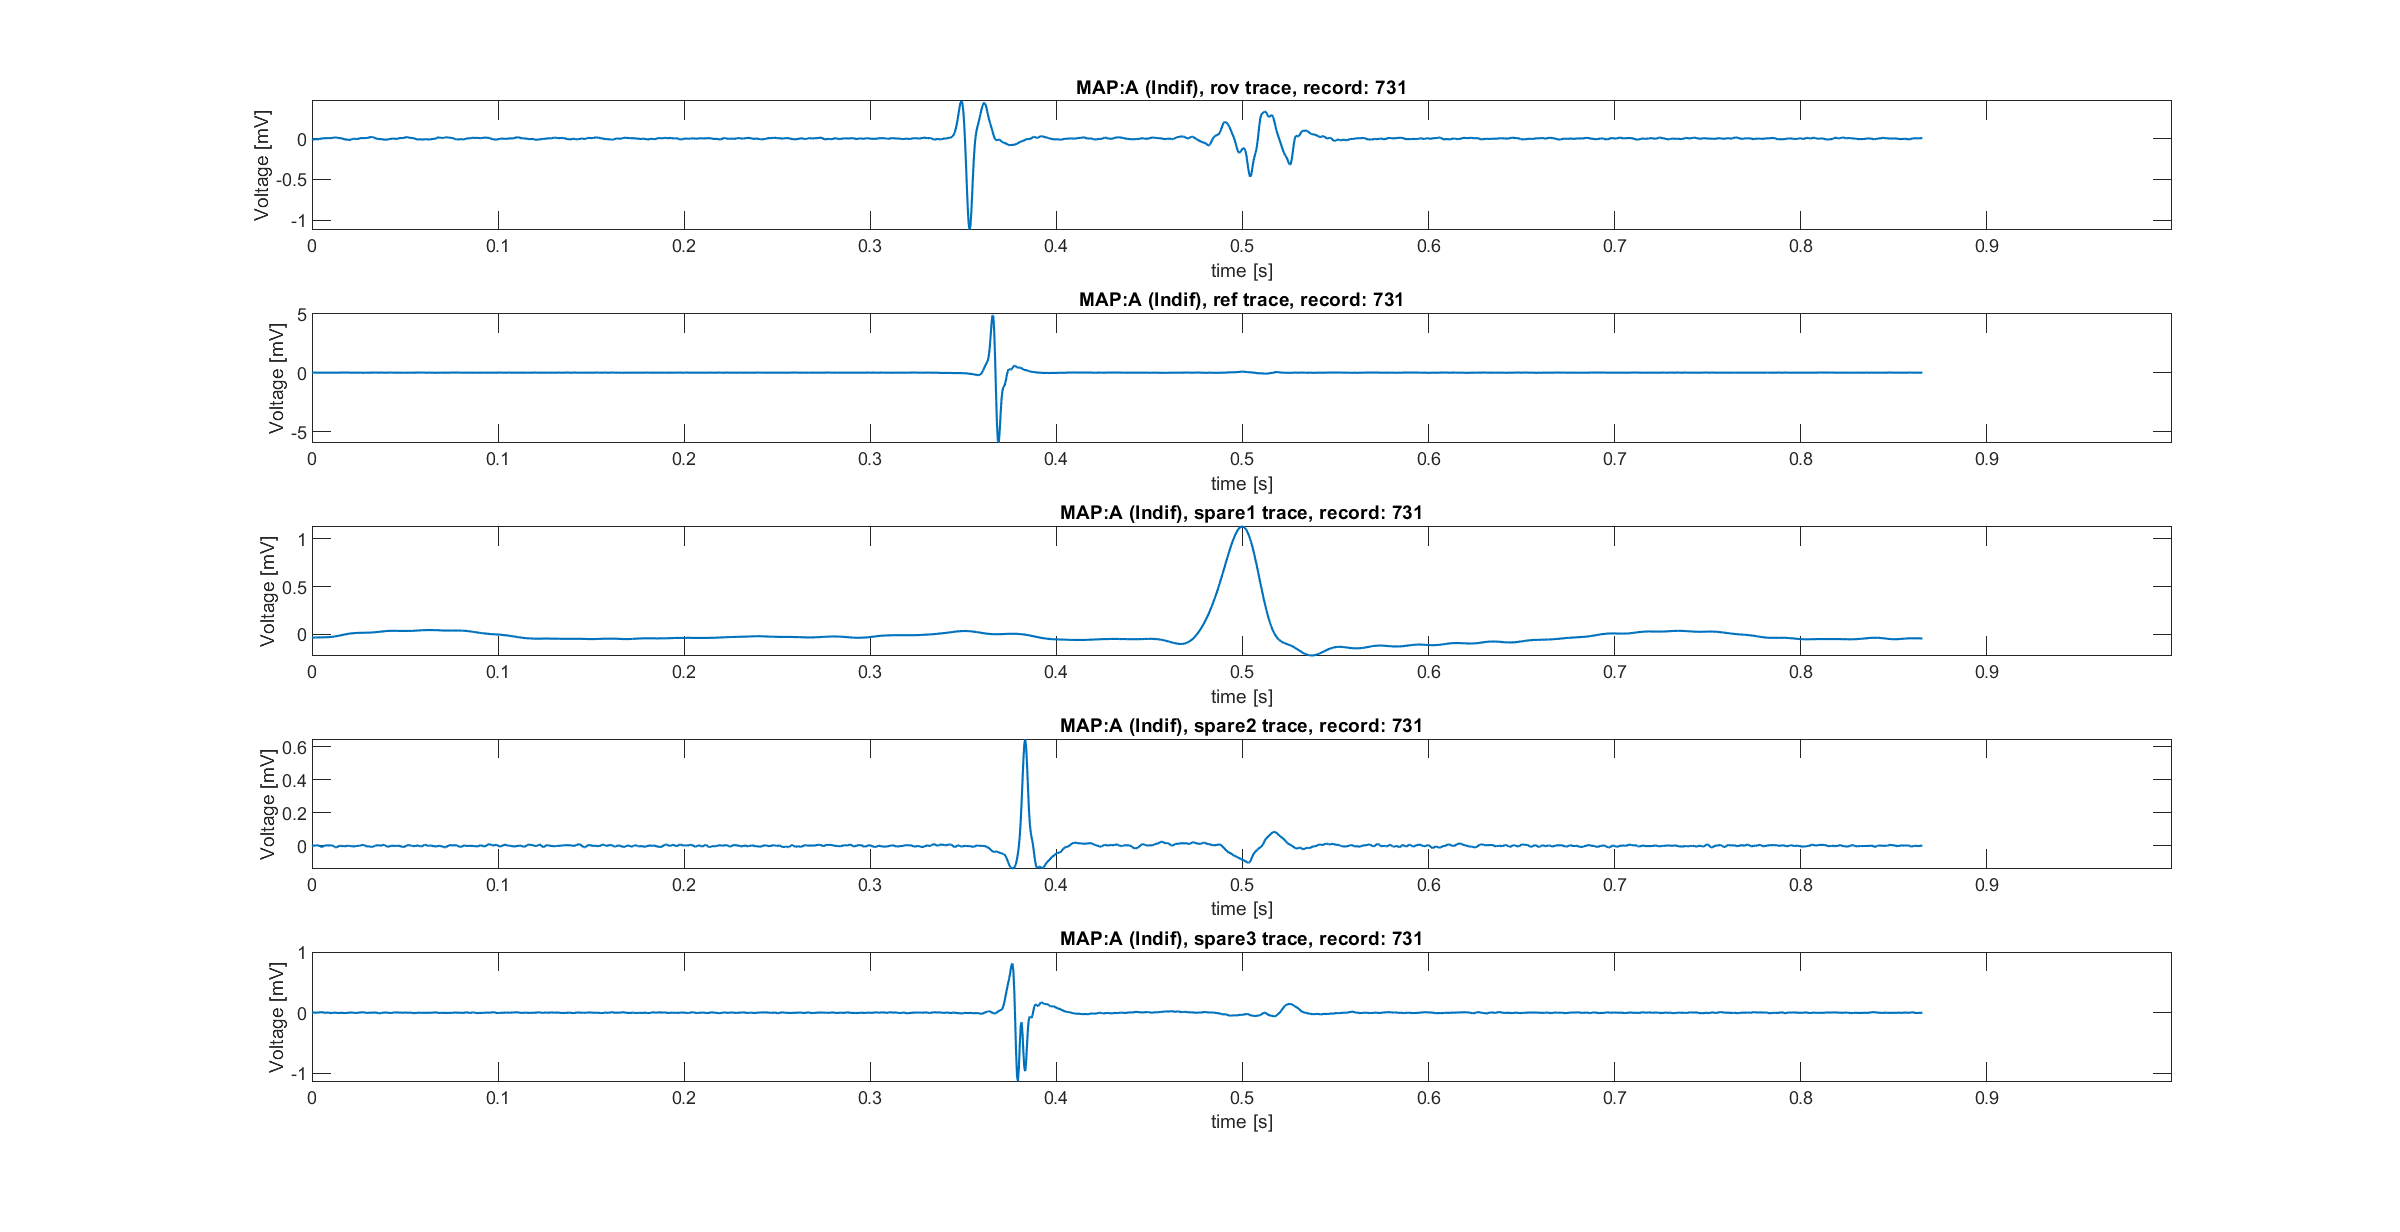 MAP:A (Indif), rov trace, record: 731
Voltage [mV]
0
-0.5
-1
0 0.1 0.2 0.3 0.4 0.5 0.6 0.7 0.8 0.9
time [s]
MAP:A (Indif), ref trace, record: 731
Voltage [mV]
5
0
-5
0 0.1 0.2 0.3 0.4 0.5 0.6 0.7 0.8 0.9
time [s]
MAP:A (Indif), spare1 trace, record: 731
Voltage [mV]
1
0.5
0
0 0.1 0.2 0.3 0.4 0.5 0.6 0.7 0.8 0.9
time [s]
MAP:A (Indif), spare2 trace, record: 731
Voltage [mV]
0.6
0.4
0.2
0
0 0.1 0.2 0.3 0.4 0.5 0.6 0.7 0.8 0.9
time [s]
MAP:A (Indif), spare3 trace, record: 731
Voltage [mV]
1
0
-1
0 0.1 0.2 0.3 0.4 0.5 0.6 0.7 0.8 0.9
time [s]